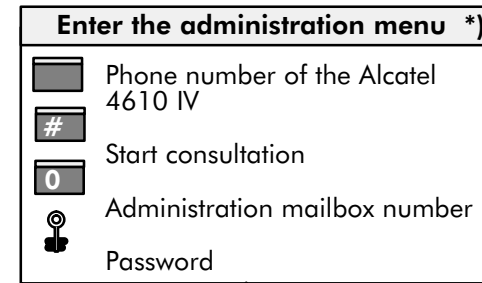 Enter the administration menu *)
Phone number of the Alcatel
4610 IV
#
Start consultation
0
Administration mailbox number
Password